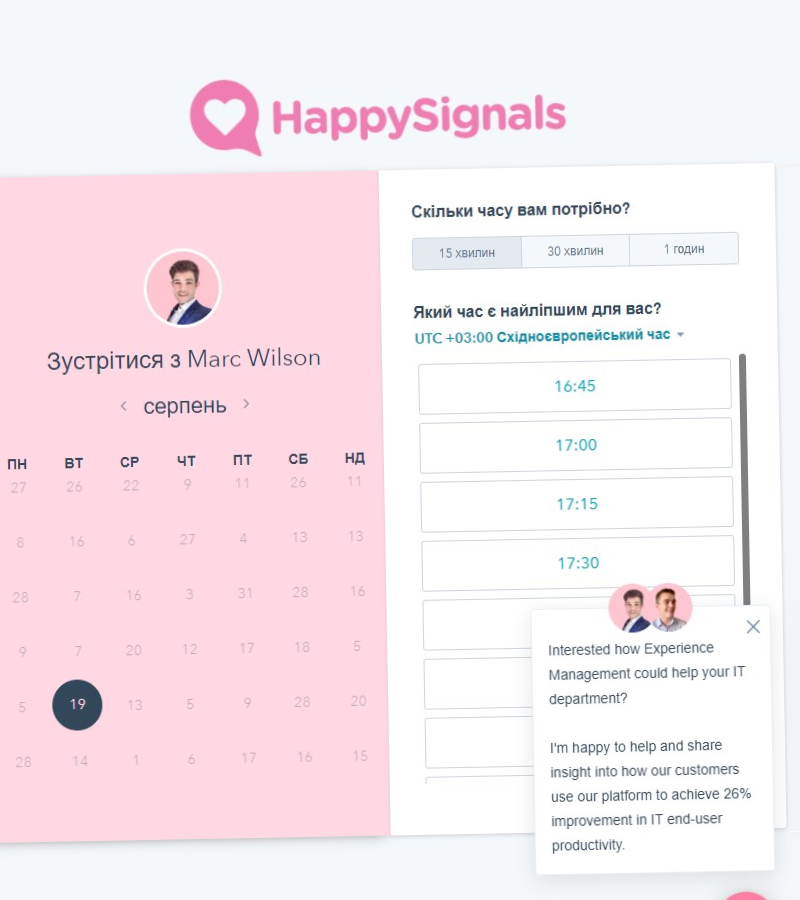 HappySignals
Зустрітися з Marc Wilson
серпень
ПН ВТ СР ЧТ ПТ СБ НД
27 26 22 9 11 26 11
8 16 6 27 4 13 13
28 7 16 3 31 28 16
9 7 20 12 17 18 5
5 19 13 5 9 28 20
28 14 1 6 17 16 15
Скільки часу вам потрібно?
15 хвилин 30 хвилин 1 годин
Який час є найліпшим для вас?
UTC +03:00 Східноєвропейський час
16:45
17:00
17:15
17:30
Interested how Experience
Management could help your IT
department?
I'm happy to help and share
insight into how our customers
use our platform to achieve 26%
improvement in IT end-user
productivity.